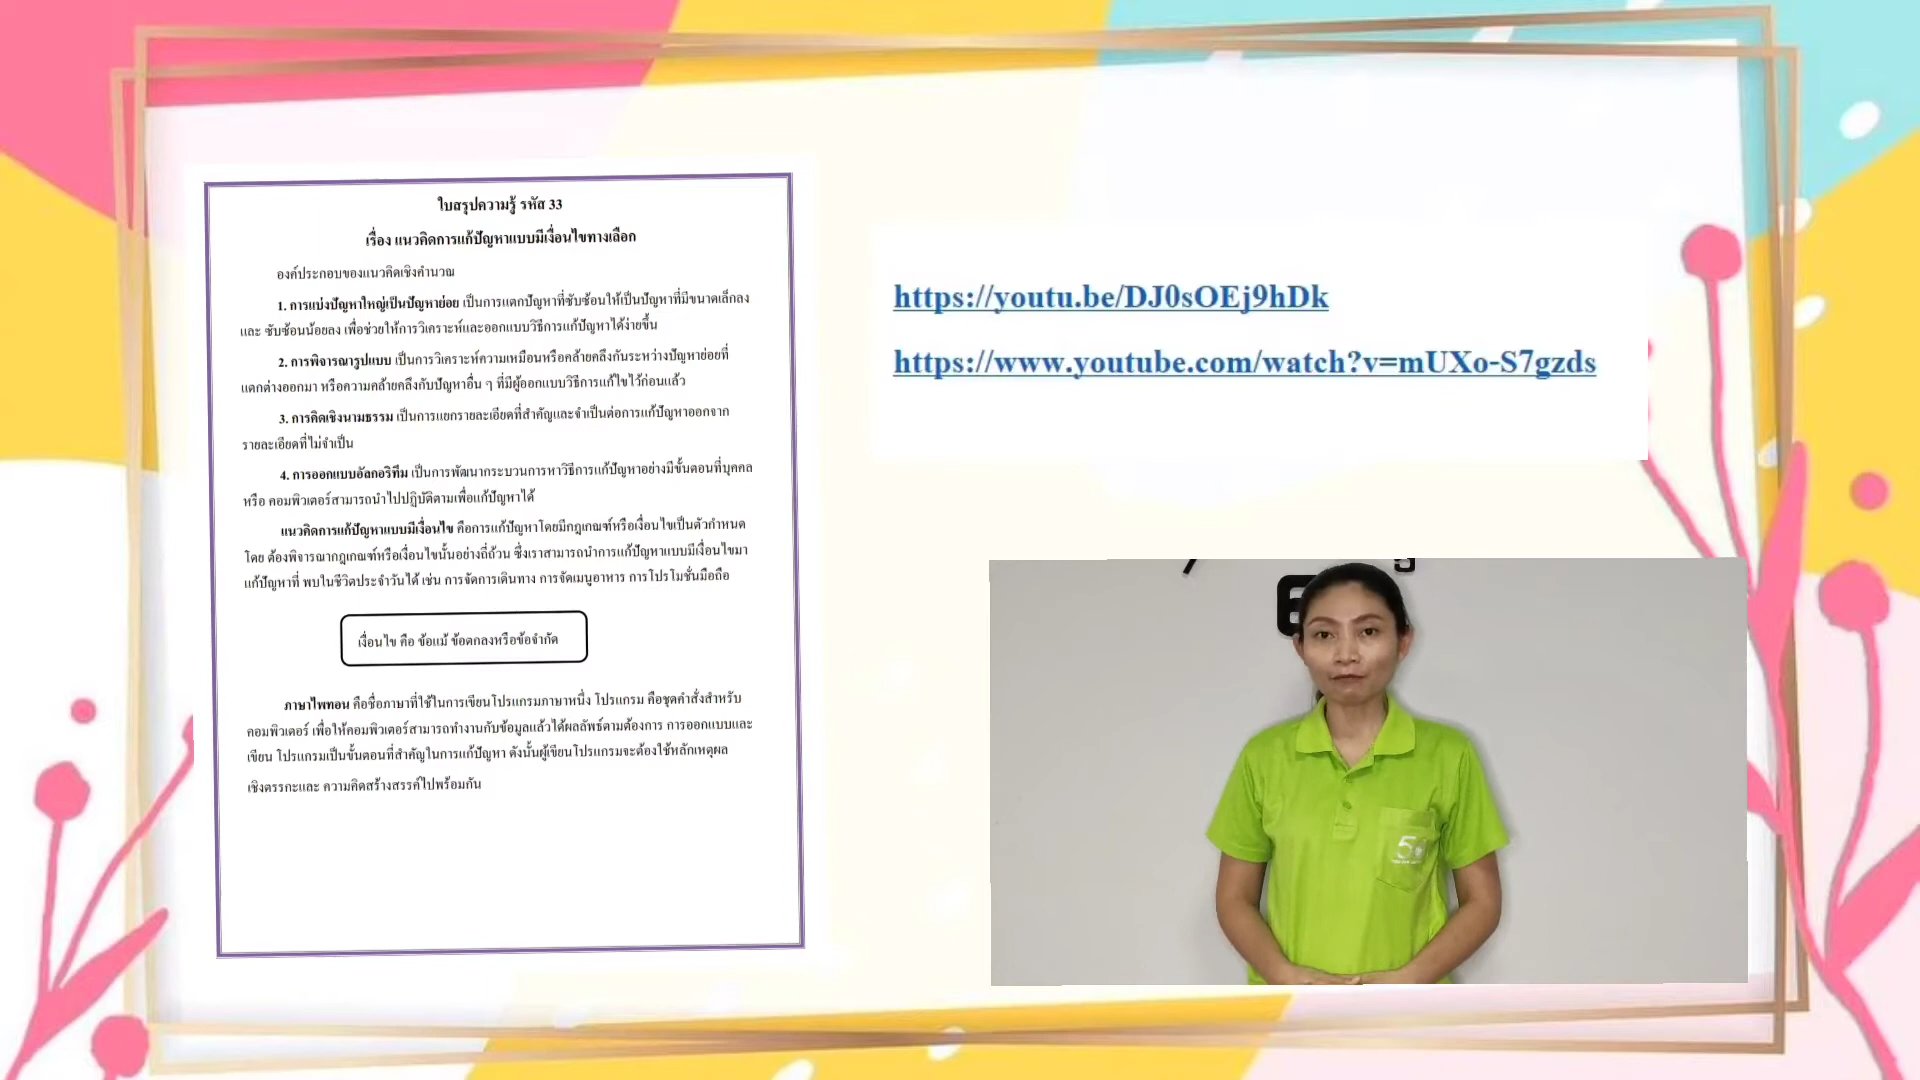 ใบสรุปความรู้ รหัส 33
เรื่อง แนวคิดการแก้ปัญหาแบบมีเงื่อนไขทางเลือก
องค์ประกอบของแนวคิดเชิงคำนวณ
1. การแบ่งปัญหาใหญ่เป็นปัญหาย่อย เป็นการแตกปัญหาที่ซับซ้อนให้เป็นปัญหาที่มีขนาดเล็กลง
และ ซับซ้อนน้อยลง เพื่อช่วยให้การวิเคราะห์และออกแบบวิธีการแก้ปัญหาได้ง่ายขึ้น
2. การพิจารณารูปแบบ เป็นการวิเคราะห์ความเหมือนหรือคล้ายคลึงกันระหว่างปัญหาย่อยที่
แตกต่างออกมา หรือความคล้ายคลึงกับปัญหาอื่น ๆ ที่มีผู้ออกแบบวิธีการแก้ไขไว้ก่อนแล้ว
3. การคิดเชิงนามธรรม เป็นการแยกรายละเอียดที่สำคัญและจำเป็นต่อการแก้ปัญหาออกจาก
รายละเอียดที่ไม่จำเป็น
4. การออกแบบอัลกอริทึม เป็นการพัฒนากระบวนการหาวิธีการแก้ปัญหาอย่างมีขั้นตอนที่บุคคล
หรือ คอมพิวเตอร์สามารถนำไปปฏิบัติตามเพื่อแก้ปัญหาได้
แนวคิดการแก้ปัญหาแบบมีเงื่อนไข คือการแก้ปัญหาโดยมีกฎเกณฑ์หรือเงื่อนไขเป็นตัวกำหนด
โดย ต้องพิจารณากฎเกณฑ์หรือเงื่อนไขนั้นอย่างถี่ถ้วน ซึ่งเราสามารถนำการแก้ปัญหาแบบมีเงื่อนไขมา
แก้ปัญหาที่ พบในชีวิตประจำวันได้ เช่น การจัดการเดินทาง การจัดเมนูอาหาร การโปรโมชั่นมือถือ
เงื่อนไข คือ ข้อแม้ ข้อตกลงหรือข้อจำกัด
ภาษาไพทอน คือชื่อภาษาที่ใช้ในการเขียนโปรแกรมภาษาหนึ่ง โปรแกรม คือชุดคำสั่งสำหรับ
คอมพิวเตอร์ เพื่อให้คอมพิวเตอร์สามารถทำงานกับข้อมูลแล้วได้ผลลัพธ์ตามต้องการ การออกแบบและ
เขียน โปรแกรมเป็นขั้นตอนที่สำคัญในการแก้ปัญหา ดังนั้นผู้เขียนโปรแกรมจะต้องใช้หลักเหตุผล
เชิงตรรกะและ ความคิดสร้างสรรค์ไปพร้อมกัน
https://youtu.be/DJ0sOEj9hDk
https://www.youtube.com/watch?v=mUXo-S7gzds